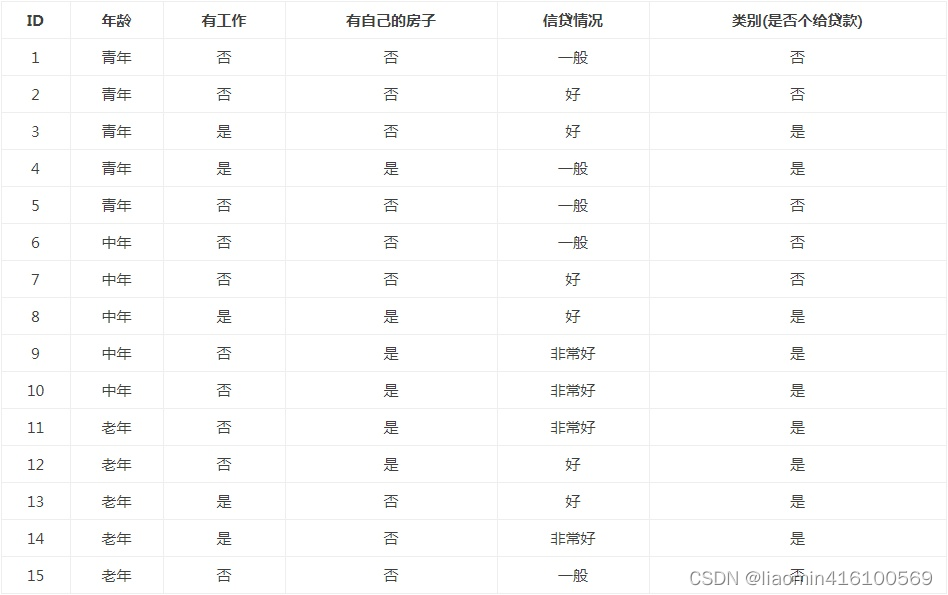 ID 年龄 有工作 有自己的房子 信贷情况 类别(是否个给贷款)
1 青年 否 否 一般 否
2 青年 否 否 好 否
3 青年 是 否 好 是
4 青年 是 是 一般 是
5 青年 否 否 一般 否
6 中年 否 否 一般 否
7 中年 否 否 好 否
8 中年 是 是 好 是
9 中年 否 是 非常好 是
10 中年 否 是 非常好 是
11 老年 否 是 非常好 是
12 老年 否 是 好 是
13 老年 是 否 好 是
14 老年 是 否 非常好 是
15 老年 否 否 一般 否
CSDN @liaomin416100569